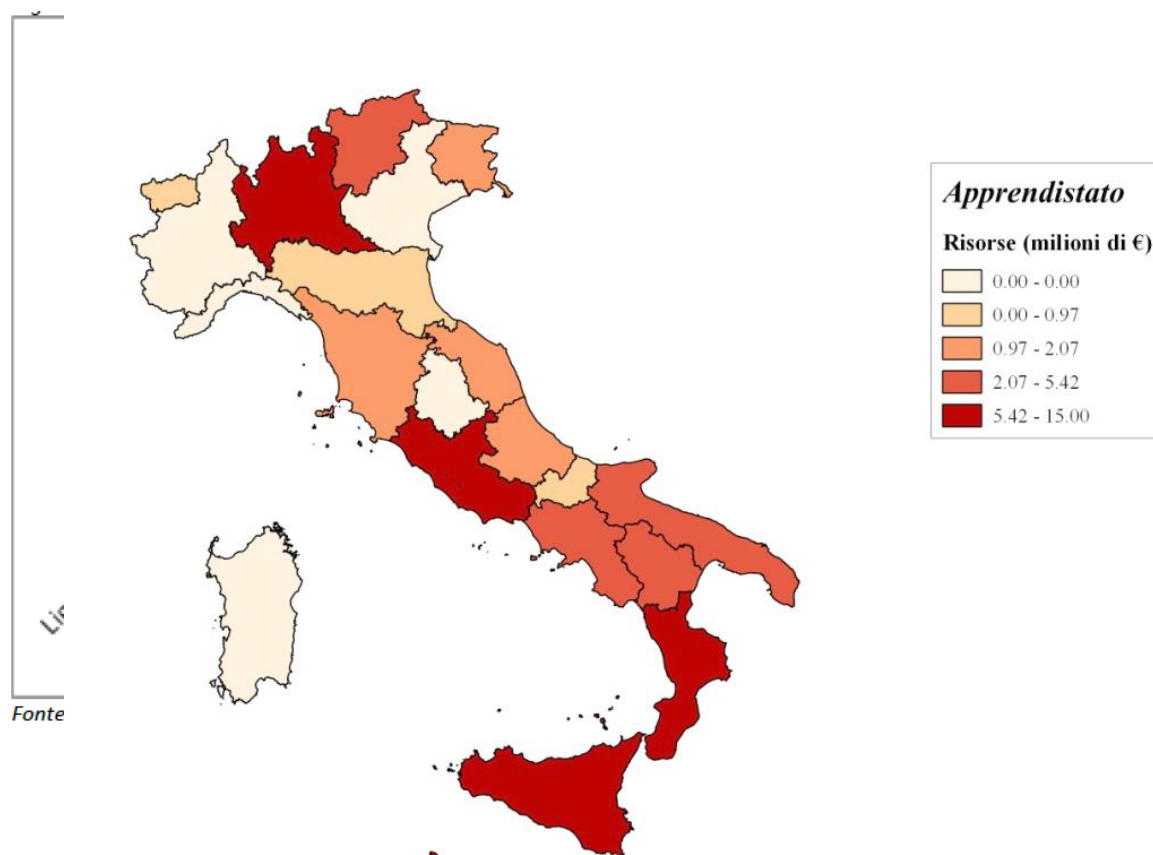 Apprendistato
Risorse (milioni di €)
0.00 - 0.00
0.00 - 0.97
0.97 - 2.07
2.07 - 5.42
5.42 - 15.00
Fonte